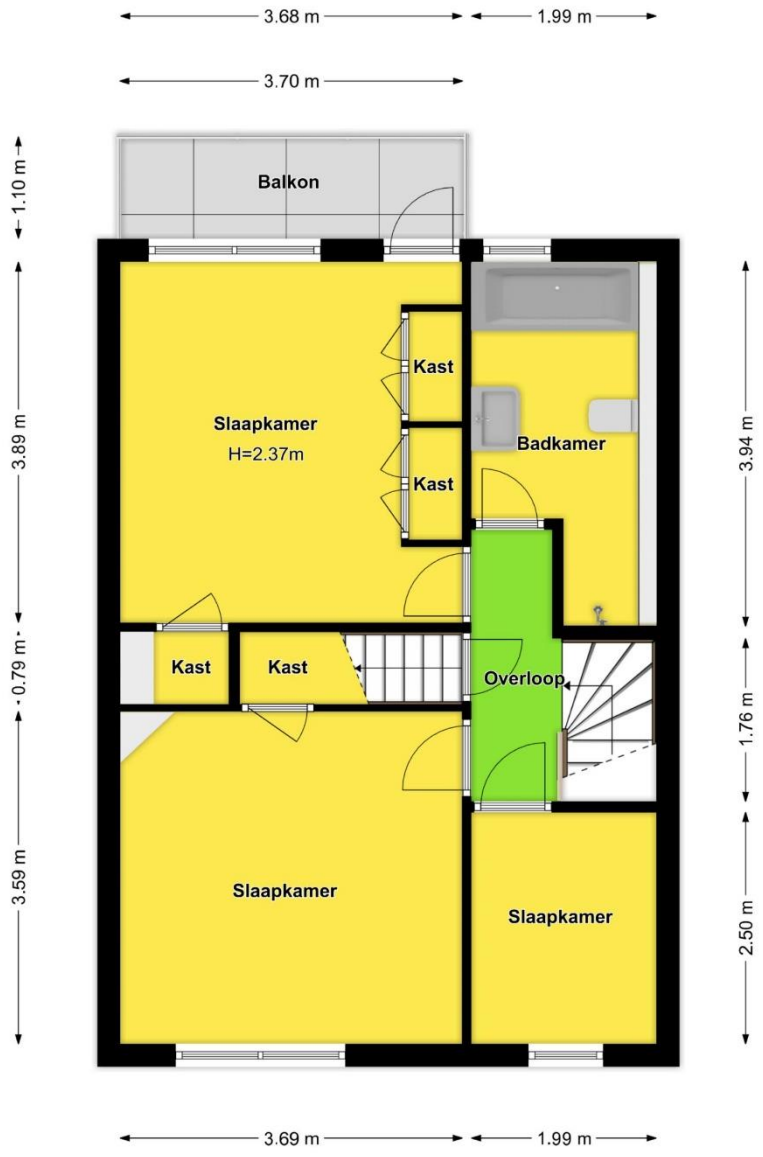 3.68 m
1.99 m
3.70 m
1.10 m
Balkon
Kast
Slaapkamer
H=2.37m
Kast
Badkamer
3.89 m
3.94 m
0.79 m
Kast
Kast
Overloop
1.76 m
3.59 m
Slaapkamer
Slaapkamer
2.50 m
3.69 m
1.99 m